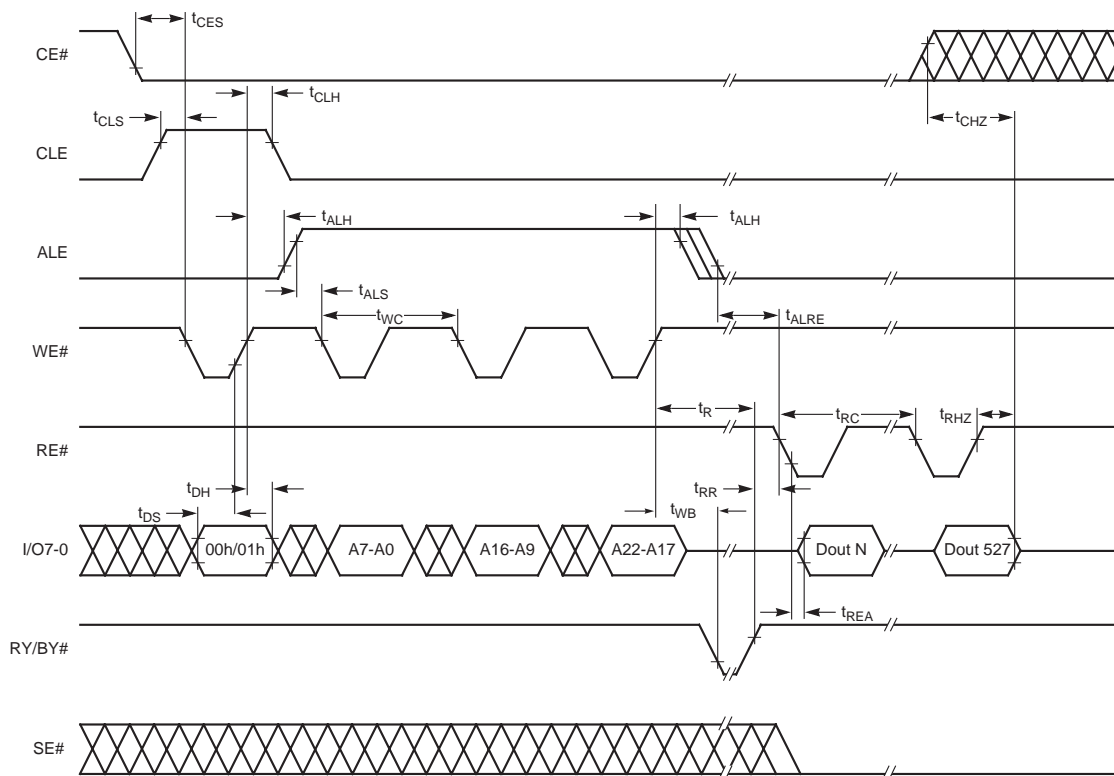 tCES
CE#
tCLH
tCLS
tCHZ
CLE
tALH
tALH
ALE
tALS
tWC
tALRE
WE#
tR
tRC
tRHZ
RE#
tDH
tRR
tDS
tWB
I/O7-0
00h/01h
A7-A0
A16-A9
A22-A17
Dout N
Dout 527
tREA
RY/BY#
SE#